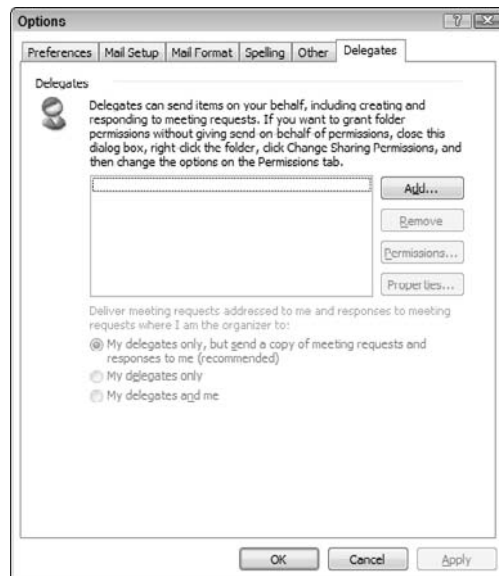 Options
Preferences Mail Setup Mail Format Spelling Other Delegates
Delegates
Delegates can send items on your behalf, including creating and
responding to meeting requests. If you want to grant folder
permissions without giving send on behalf of permissions, close this
dialog box, right click the folder, click Change Sharing Permissions, and
then change the options on the Permissions tab.
Add...
Remove
Permissions...
Properties...
Deliver meeting requests addressed to me and responses to meeting
requests where I am the organizer to:
My delegates only, but send a copy of meeting requests and
responses to me (recommended)
My delegates only
My delegates and me
OK Cancel Apply